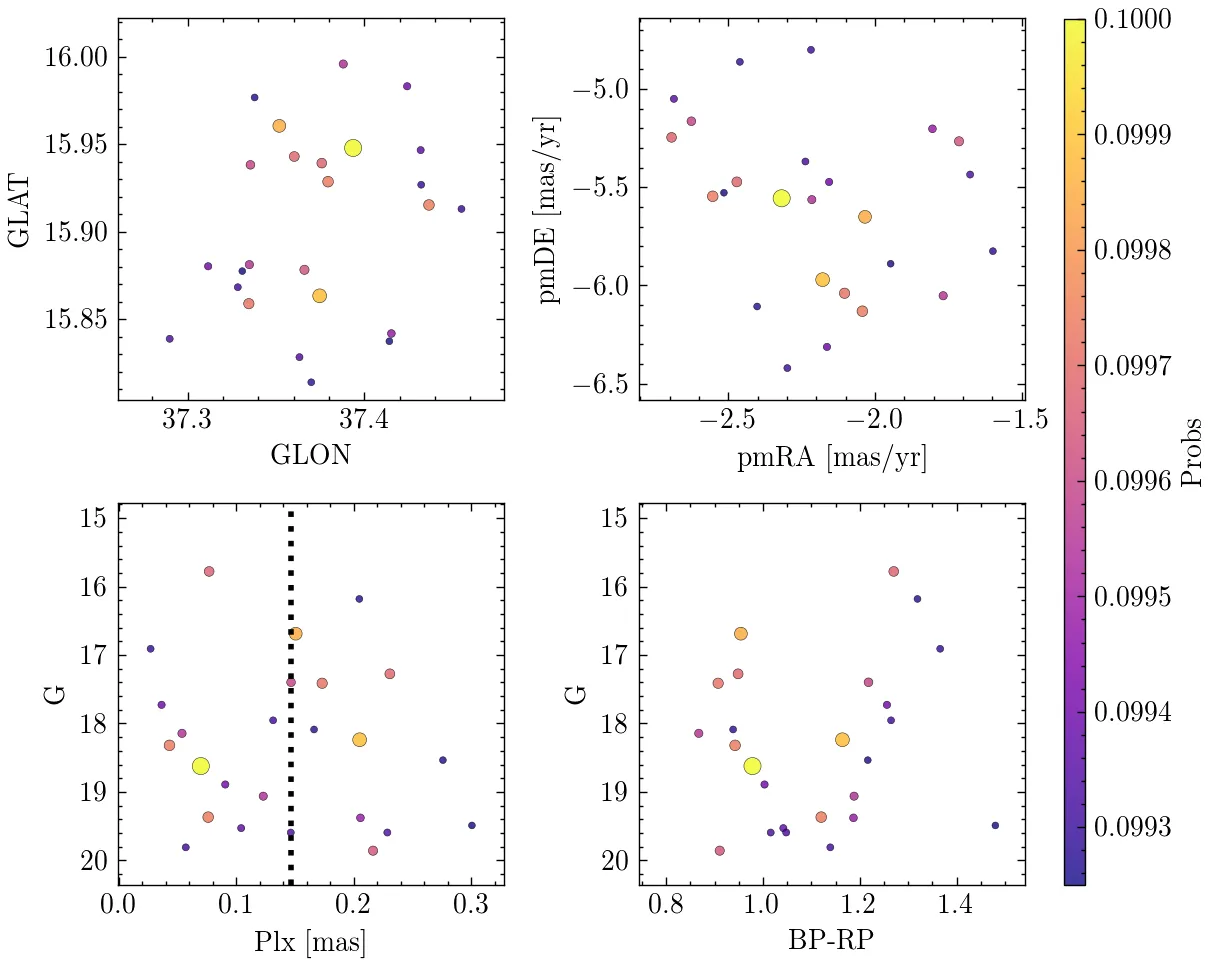 16.00
15.95
15.90
15.85
GLAT
37.3 37.4
GLON
−5.0
−5.5
−6.0
−6.5
pmDE [mas/yr]
−2.5 −2.0 −1.5
pmRA [mas/yr]
15
16
17
18
19
20
G
0.0 0.1 0.2 0.3
Plx [mas]
15
16
17
18
19
20
G
0.8 1.0 1.2 1.4
BP-RP
0.1000
0.0999
0.0998
0.0997
0.0996
0.0995
0.0994
0.0993
Probs